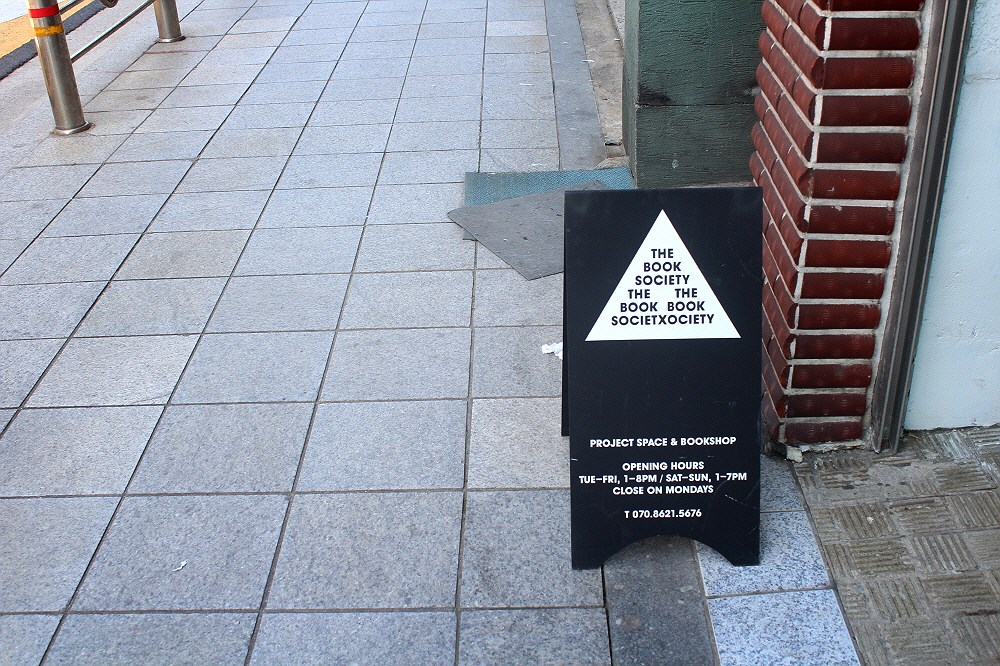 THE
BOOK
SOCIETY
THE THE
BOOK BOOK
SOCIETXOCIETY
PROJECT SPACE & BOOKSHOP
OPENING HOURS
TUE–FRI, 1–8PM / SAT–SUN, 1–7PM
CLOSE ON MONDAYS
T 070.8621.5676